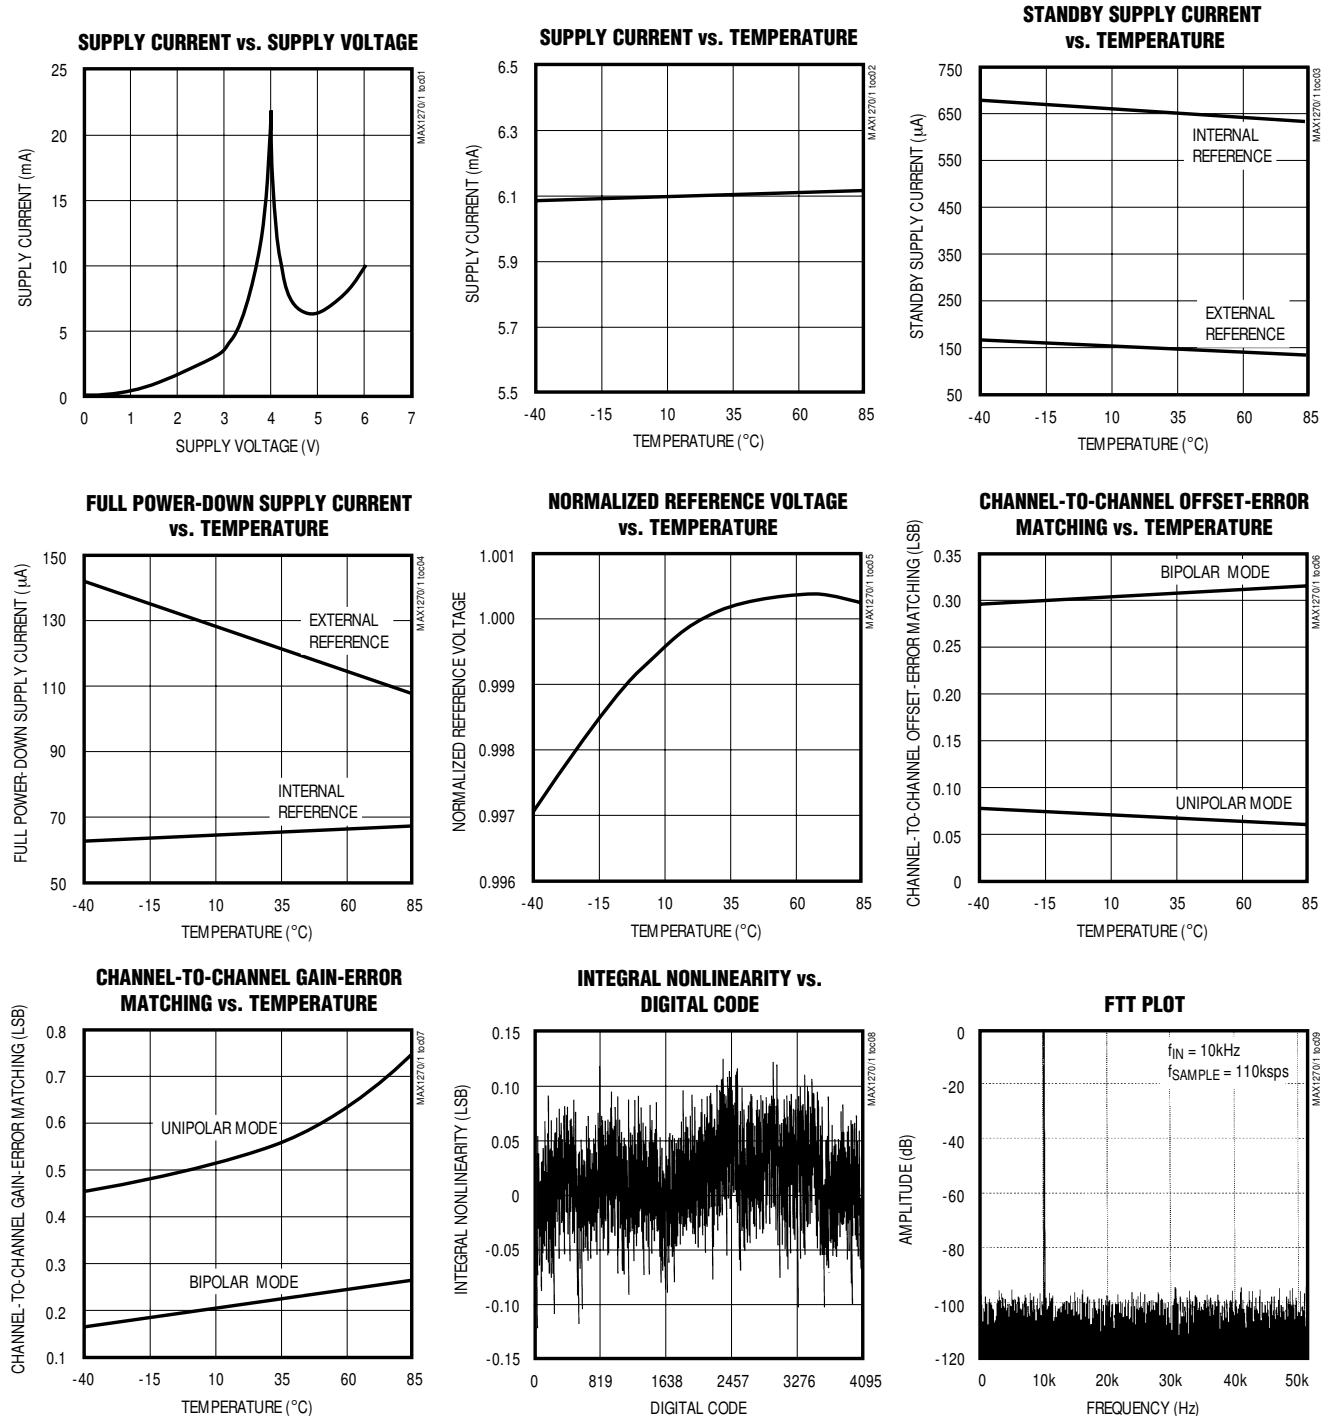 SUPPLY CURRENT vs. SUPPLY VOLTAGE
25
20
15
10
5
0
0 1 2 3 4 5 6 7
SUPPLY CURRENT (mA)
SUPPLY VOLTAGE (V)
MAX1270/1 toc01
SUPPLY CURRENT vs. TEMPERATURE
6.5
6.3
6.1
5.9
5.7
5.5
-40 -15 10 35 60 85
SUPPLY CURRENT (mA)
TEMPERATURE (°C)
MAX1270/1 toc02
STANDBY SUPPLY CURRENT
vs. TEMPERATURE
750
650
550
450
350
250
150
50
-40 -15 10 35 60 85
STANDBY SUPPLY CURRENT (µA)
TEMPERATURE (°C)
INTERNAL
REFERENCE
EXTERNAL
REFERENCE
MAX1270/1 toc03
FULL POWER-DOWN SUPPLY CURRENT
vs. TEMPERATURE
150
130
110
90
70
50
-40 -15 10 35 60 85
FULL POWER-DOWN SUPPLY CURRENT (µA)
TEMPERATURE (°C)
EXTERNAL
REFERENCE
INTERNAL
REFERENCE
MAX1270/1 toc04
NORMALIZED REFERENCE VOLTAGE
vs. TEMPERATURE
1.001
1.000
0.999
0.998
0.997
0.996
-40 -15 10 35 60 85
NORMALIZED REFERENCE VOLTAGE
TEMPERATURE (°C)
MAX1270/1 toc05
CHANNEL-TO-CHANNEL OFFSET-ERROR
MATCHING vs. TEMPERATURE
0.35
0.30
0.25
0.20
0.15
0.10
0.05
0
-40 -15 10 35 60 85
CHANNEL-TO-CHANNEL OFFSET-ERROR MATCHING (LSB)
TEMPERATURE (°C)
BIPOLAR MODE
UNIPOLAR MODE
MAX1270/1 toc06
CHANNEL-TO-CHANNEL GAIN-ERROR
MATCHING vs. TEMPERATURE
0.8
0.7
0.6
0.5
0.4
0.3
0.2
0.1
-40 -15 10 35 60 85
CHANNEL-TO-CHANNEL GAIN-ERROR MATCHING (LSB)
TEMPERATURE (°C)
UNIPOLAR MODE
BIPOLAR MODE
MAX1270/1 toc07
INTEGRAL NONLINEARITY vs.
DIGITAL CODE
0.15
0.10
0.05
0
-0.05
-0.10
-0.15
0 819 1638 2457 3276 4095
INTEGRAL NONLINEARITY (LSB)
DIGITAL CODE
MAX1270/1 toc08
FTT PLOT
0
-20
-40
-60
-80
-100
-120
0 10k 20k 30k 40k 50k
AMPLITUDE (dB)
FREQUENCY (Hz)
fIN = 10kHz
fSAMPLE = 110ksps
MAX1270/1 toc09